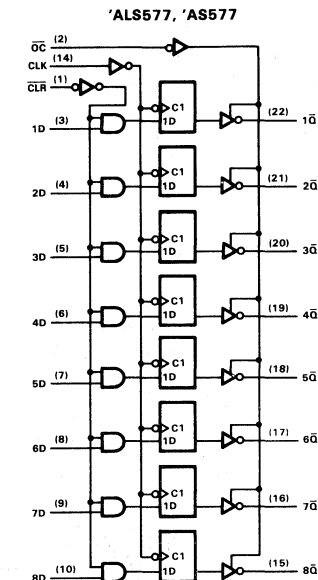 'ALS577, 'AS577
O̅C̅ (2)
CLK (14)
C̅L̅R̅ (1)
C1
1D (3) 1D (22) 1Q̅
C1
2D (4) 1D (21) 2Q̅
C1
3D (5) 1D (20) 3Q̅
C1
4D (6) 1D (19) 4Q̅
C1
5D (7) 1D (18) 5Q̅
C1
6D (8) 1D (17) 6Q̅
C1
7D (9) 1D (16) 7Q̅
C1
8D (10) 1D (15) 8Q̅